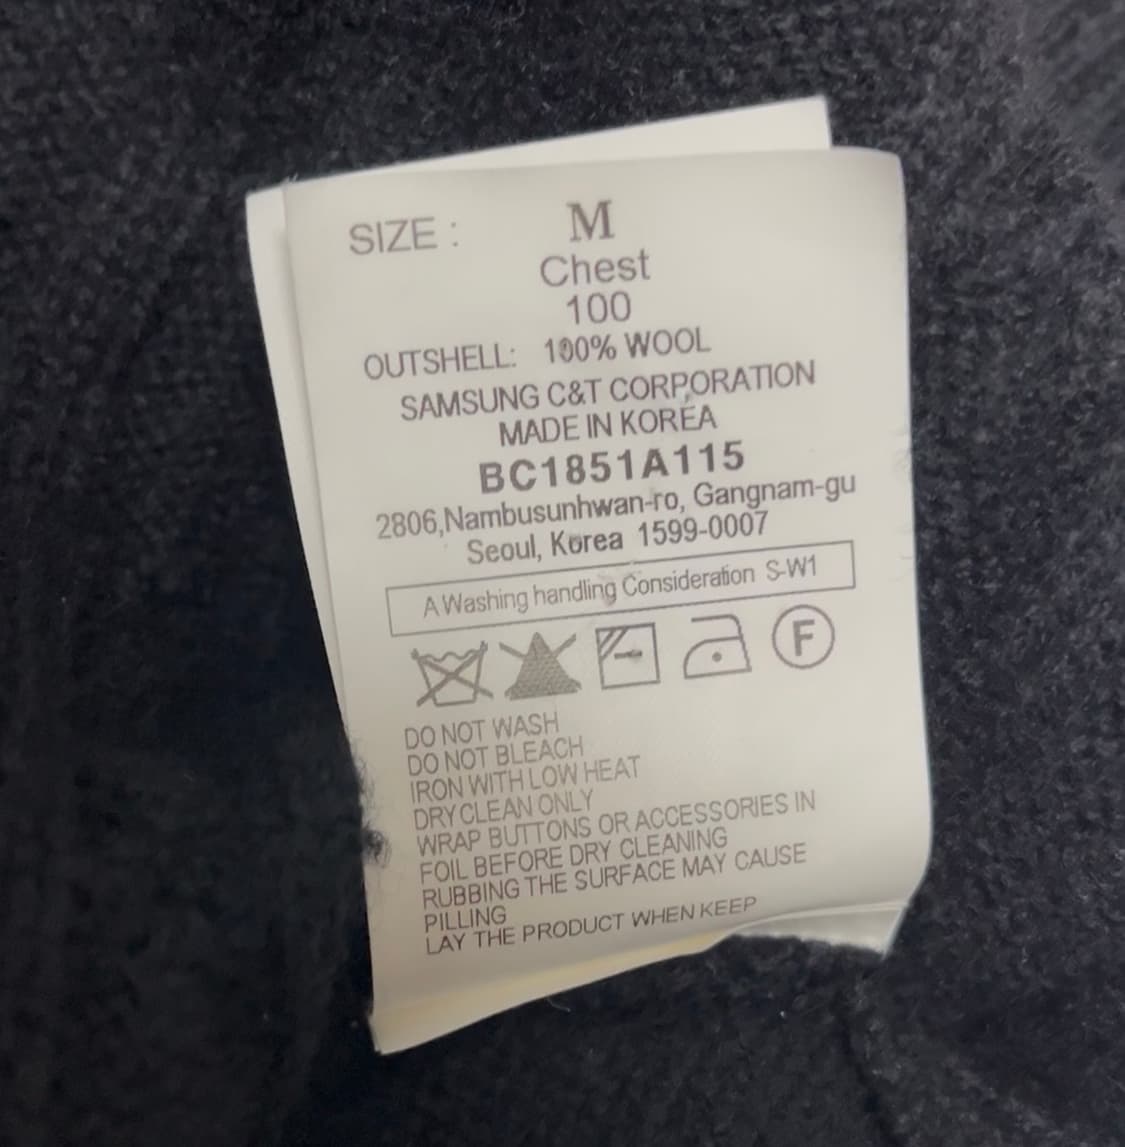 SIZE : M
Chest
100
OUTSHELL: 100% WOOL
SAMSUNG C&T CORPORATION
MADE IN KOREA
BC1851A115
2806,Nambusunhwan-ro, Gangnam-gu
Seoul, Korea 1599-0007
A Washing handling Consideration S-W1
F
DO NOT WASH
DO NOT BLEACH
IRON WITH LOW HEAT
DRY CLEAN ONLY
WRAP BUTTONS OR ACCESSORIES IN
FOIL BEFORE DRY CLEANING
RUBBING THE SURFACE MAY CAUSE
PILLING
LAY THE PRODUCT WHEN KEEP